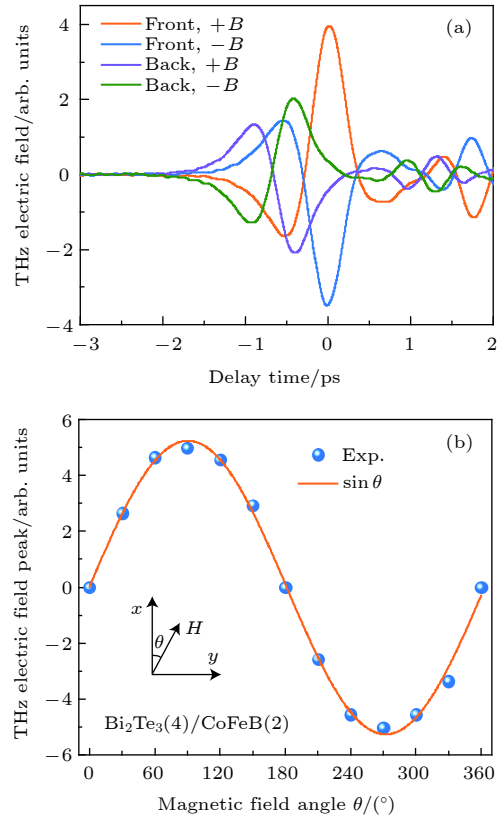 (a)
Front, +B
Front, −B
Back, +B
Back, −B
THz electric field/arb. units
4
2
0
−2
−4
−3
−2
−1
0
1
2
Delay time/ps
(b)
Exp.
sin θ
THz electric field peak/arb. units
6
4
2
0
−2
−4
−6
x
H
θ
y
Bi₂Te₃(4)/CoFeB(2)
0
60
120
180
240
300
360
Magnetic field angle θ/(°)